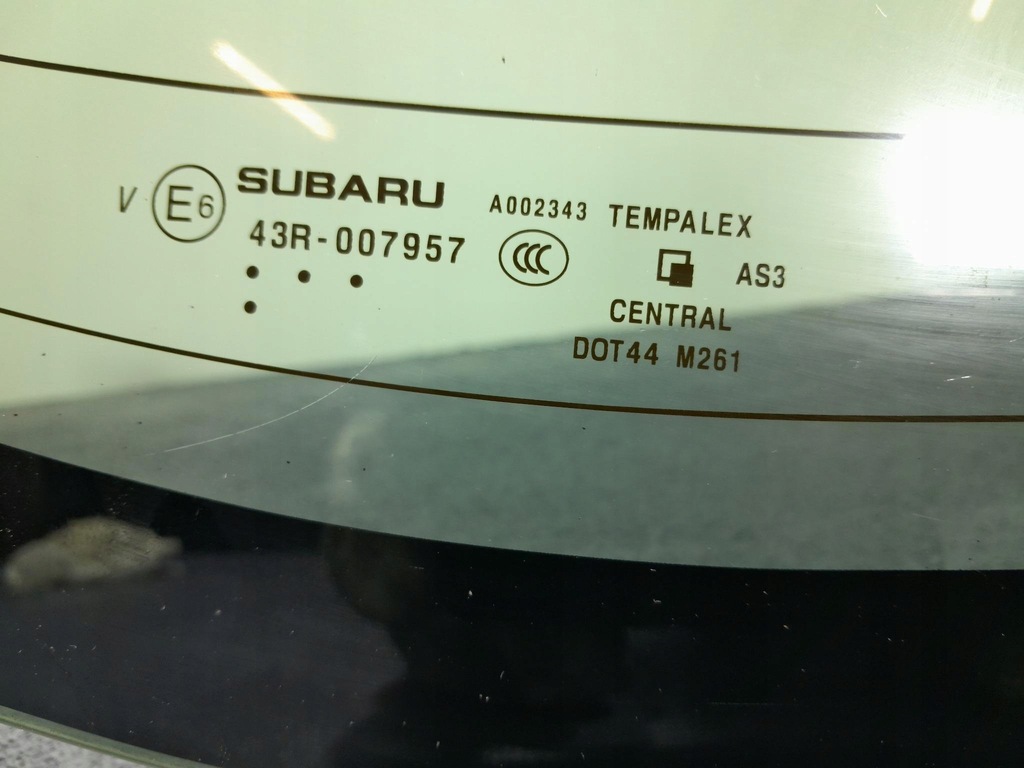 V E6 SUBARU
43R-007957
A002343 TEMPALEX
CCC AS3
CENTRAL
DOT44 M261